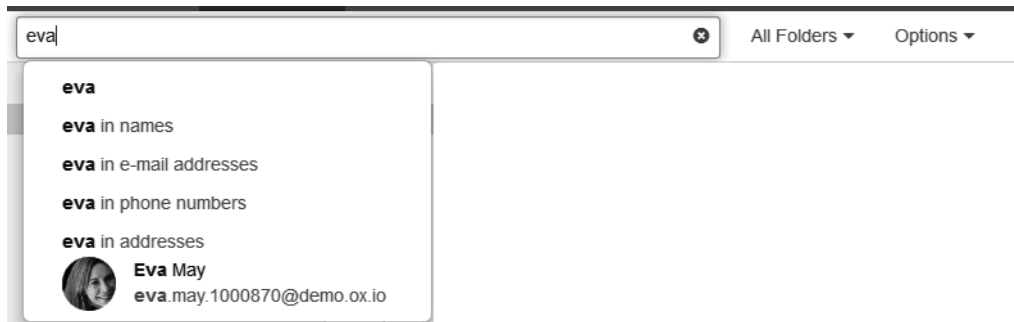 eva All Folders Options
eva
eva in names
eva in e-mail addresses
eva in phone numbers
eva in addresses
Eva May
eva.may.1000870@demo.ox.io